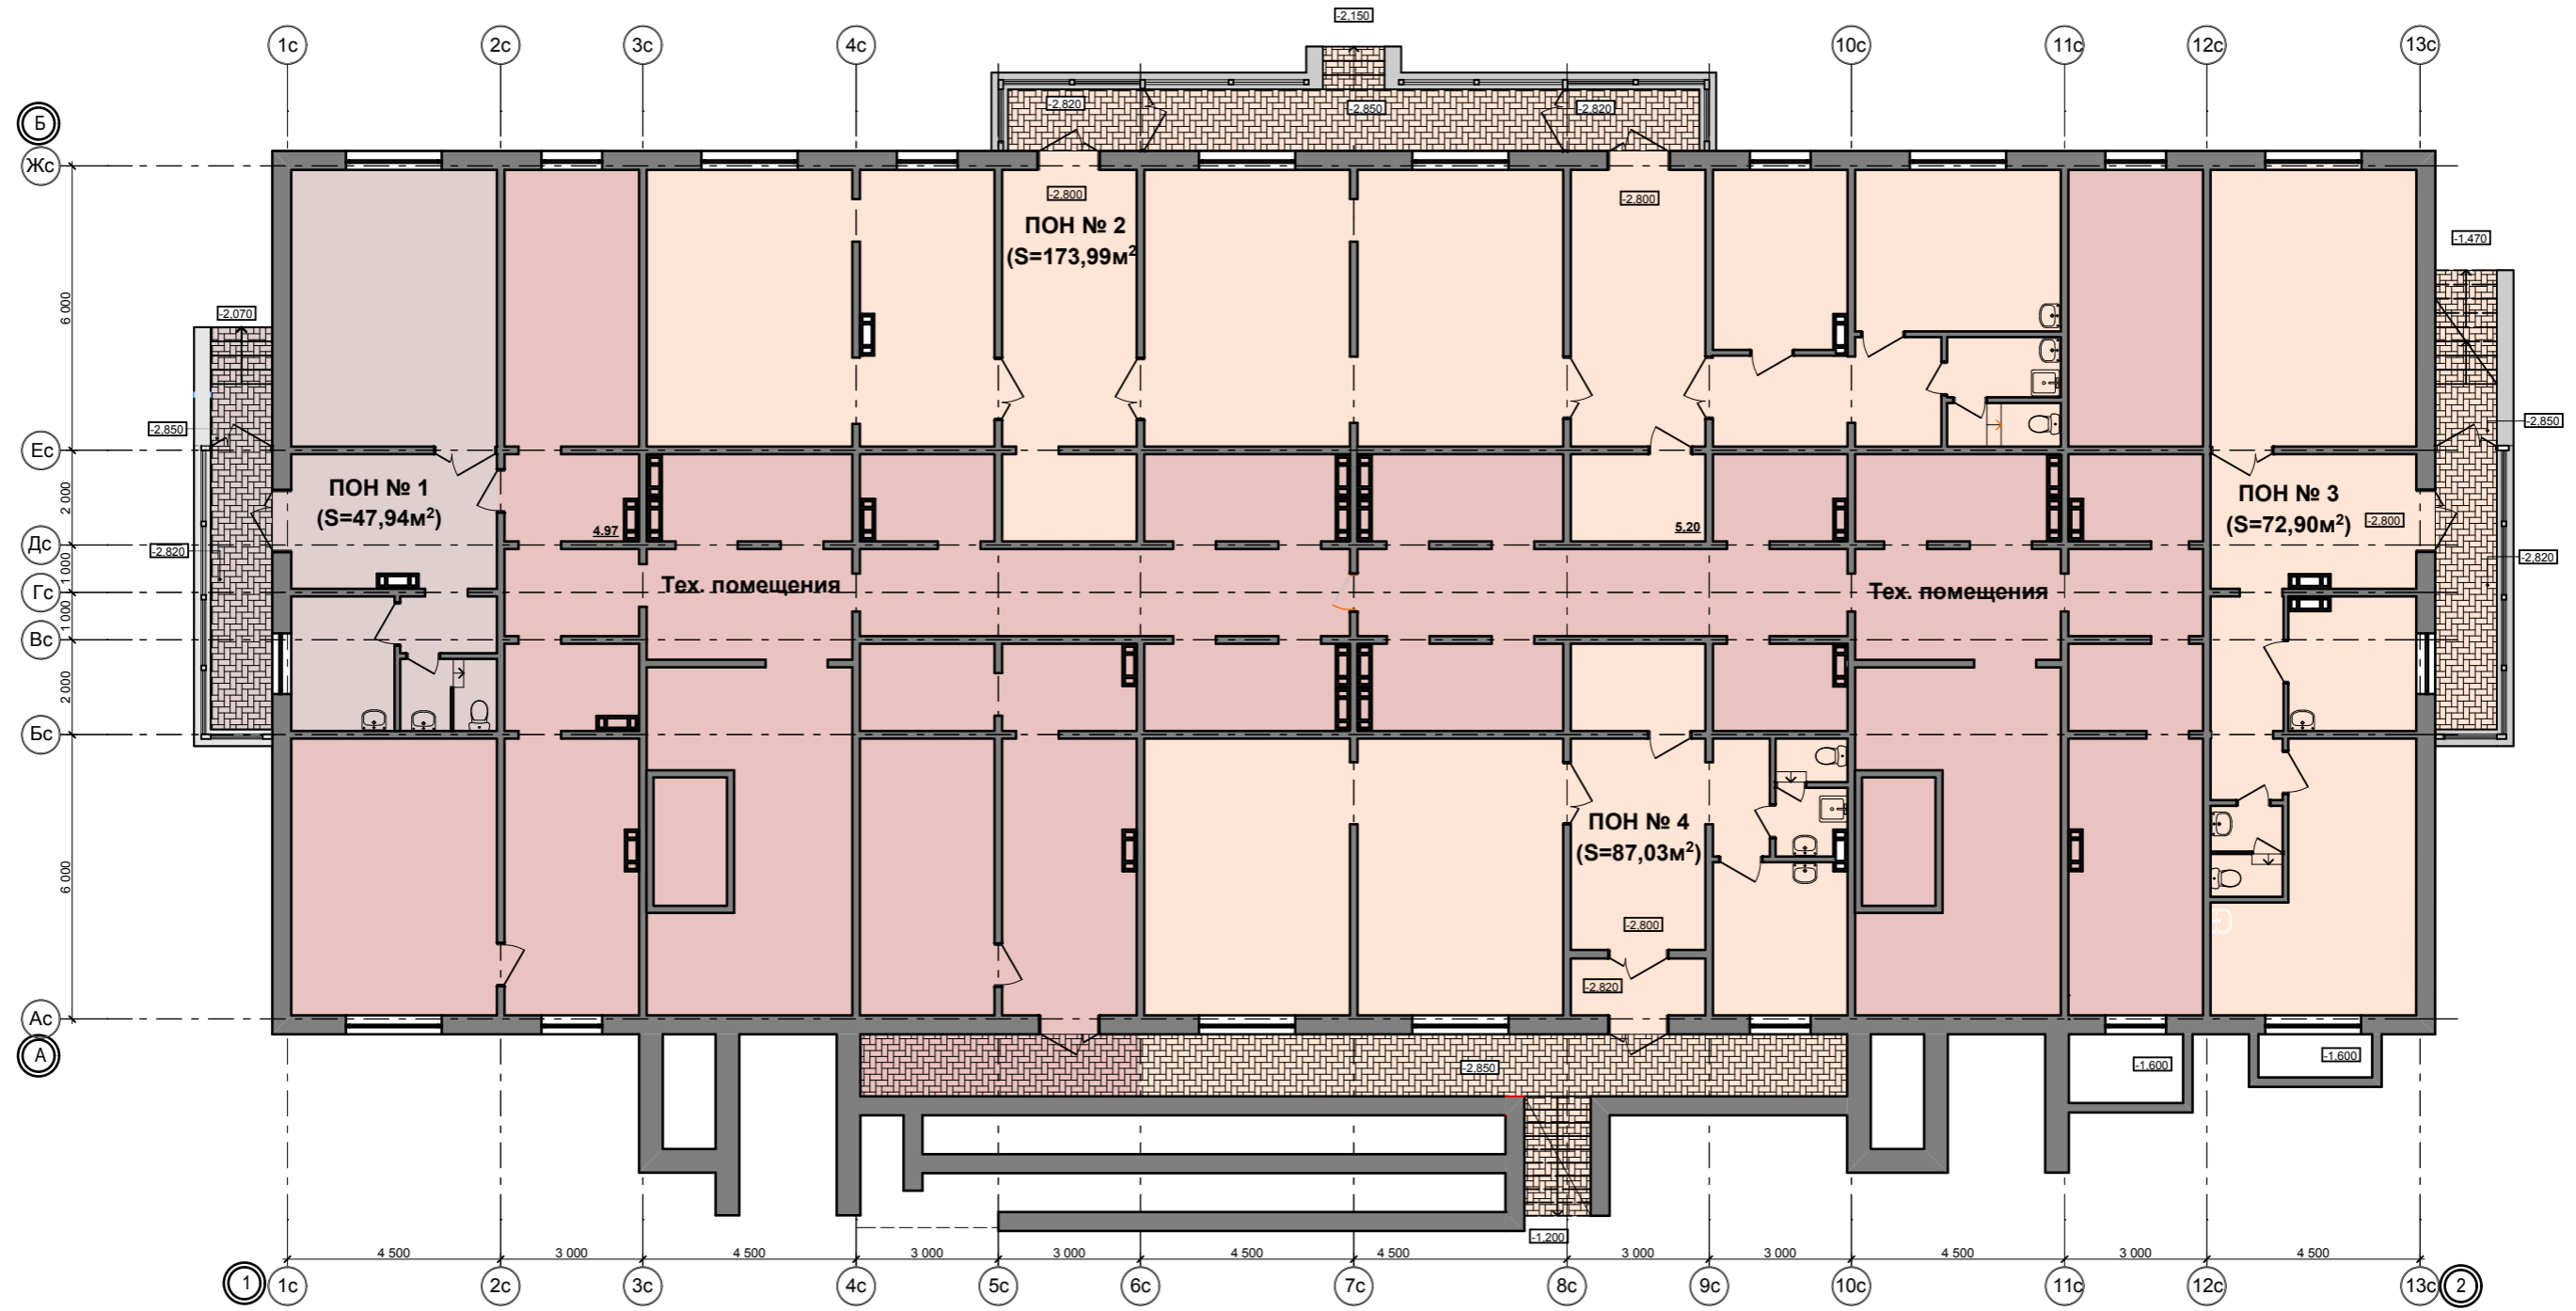 -2,150
1с 2с 3с 4с 10с 11с 12с 13с
Б
-2,820 -2,850 -2,820
Жс
-2,800 -2,800
ПОН № 2
(S=173,99м²
-1,470
-2,070
6 000
-2,850 -2,850
Ес
ПОН № 1
(S=47,94м²)
ПОН № 3
(S=72,90м²) -2,800
2 000
4.97 5.20
Дс
-2,820 -2,820
1 000
Тех. помещения Тех. помещения
Гс
1 000
Вс
2 000
Бс
ПОН № 4
(S=87,03м²)
6 000
-2,800
-2,820
Ас
А
-2,850 -1,600 -1,600
-1,200
4 500 3 000 4 500 3 000 3 000 4 500 4 500 3 000 3 000 4 500 3 000 4 500
1 1с 2с 3с 4с 5с 6с 7с 8с 9с 10с 11с 12с 13с 2